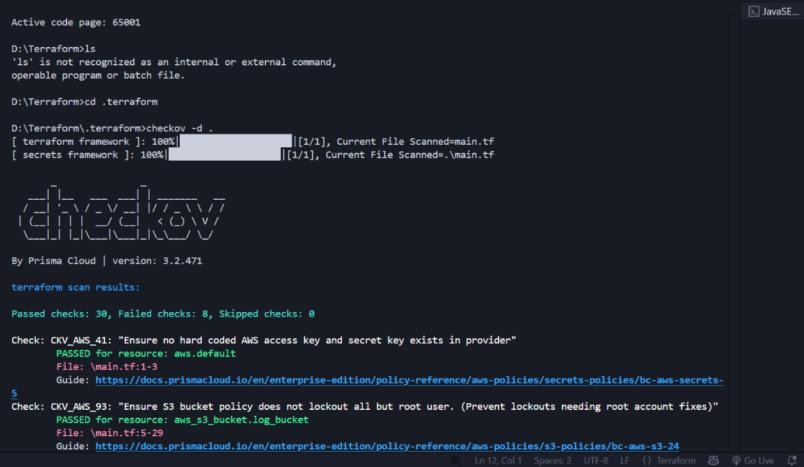 JavaSE...
Active code page: 65001
D:\Terraform>ls
'ls' is not recognized as an internal or external command,
operable program or batch file.
D:\Terraform>cd .terraform
D:\Terraform\.terraform>checkov -d .
[ terraform framework ]: 100%|[1/1], Current File Scanned=main.tf
[ secrets framework ]: 100%|[1/1], Current File Scanned=.\main.tf
checkov
By Prisma Cloud | version: 3.2.471
terraform scan results:
Passed checks: 30, Failed checks: 8, Skipped checks: 0
Check: CKV_AWS_41: "Ensure no hard coded AWS access key and secret key exists in provider"
PASSED for resource: aws.default
File: \main.tf:1-3
Guide: https://docs.prismacloud.io/en/enterprise-edition/policy-reference/aws-policies/secrets-policies/bc-aws-secrets-
5
Check: CKV_AWS_93: "Ensure S3 bucket policy does not lockout all but root user. (Prevent lockouts needing root account fixes)"
PASSED for resource: aws_s3_bucket.log_bucket
File: \main.tf:5-29
Guide: https://docs.prismacloud.io/en/enterprise-edition/policy-reference/aws-policies/s3-policies/bc-aws-s3-24
Ln 12, Col 1 Spaces: 2 UTF-8 LF {} Terraform Go Live